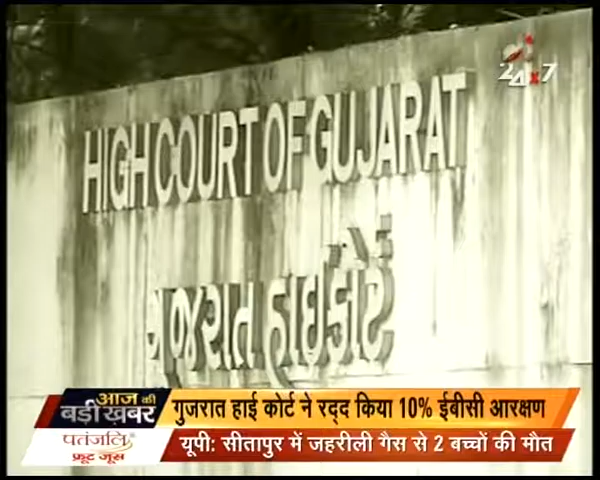 24x7
HIGH COURT OF GUJARAT
ગુજરાત હાઇકોર્ટ
आज की
बड़ी खबर
गुजरात हाई कोर्ट ने रद्द किया 10% ईबीसी आरक्षण
पतंजलि®
फ्रूट जूस
यूपी: सीतापुर में जहरीली गैस से 2 बच्चों की मौत